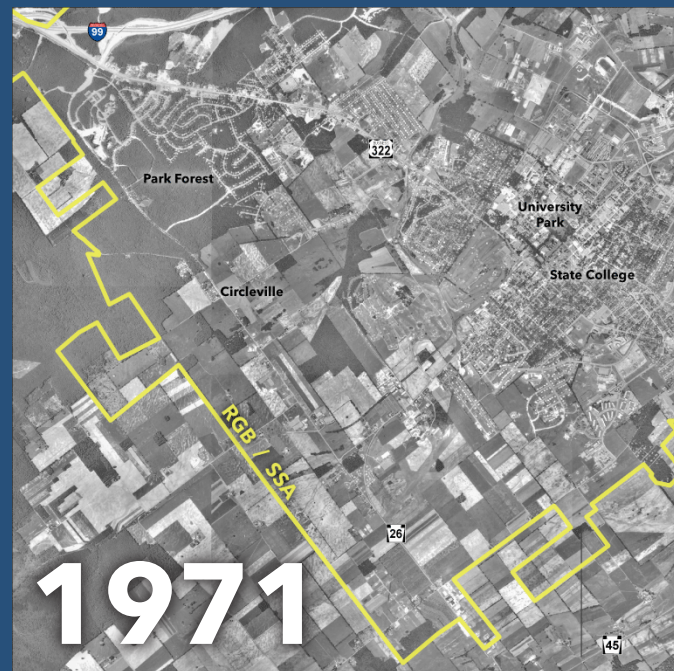 99
322
Park Forest
University
Park
State College
Circleville
RGB / SSA
26
1971
45